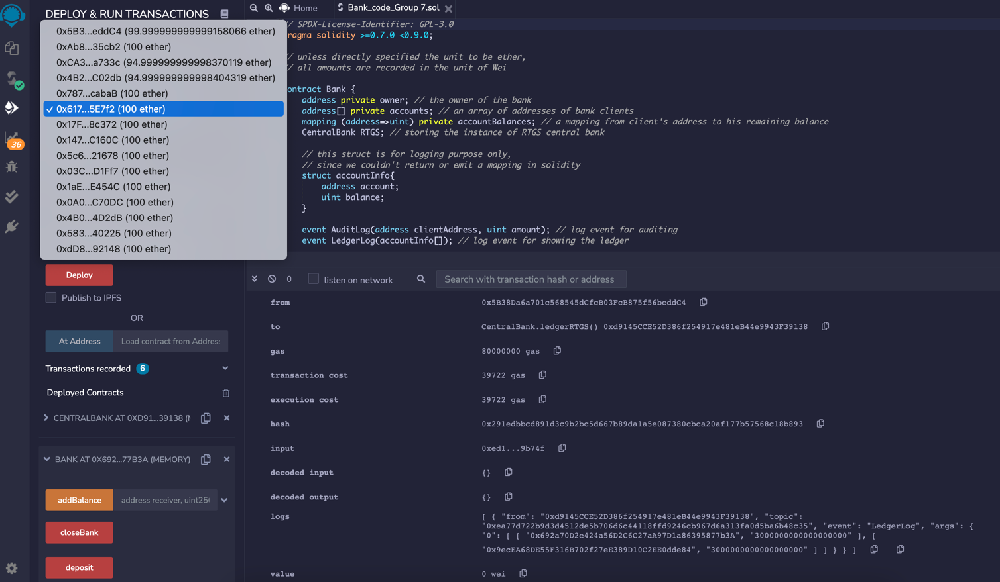 DEPLOY & RUN TRANSACTIONS
0x5B3...eddC4 (99.999999999999158066 ether)
0xAb8...35cb2 (100 ether)
0xCA3...a733c (94.999999999998370119 ether)
0x4B2...C02db (94.999999999998404319 ether)
0x787...cabaB (100 ether)
✓ 0x617...5E7f2 (100 ether)
0x17F...8c372 (100 ether)
0x147...C160C (100 ether)
0x5c6...21678 (100 ether)
0x03C...D1Ff7 (100 ether)
0x1aE...E454C (100 ether)
0x0A0...C70DC (100 ether)
0x4B0...4D2dB (100 ether)
0x583...40225 (100 ether)
0xdD8...92148 (100 ether)
36
Deploy
Publish to IPFS
OR
At Address Load contract from Address
Transactions recorded 6
Deployed Contracts
CENTRALBANK AT 0XD91...39138 (M
BANK AT 0X692...77B3A (MEMORY)
addBalance address receiver, uint256
closeBank
deposit
Home Bank_code_Group 7.sol
// SPDX-License-Identifier: GPL-3.0
ragma solidity >=0.7.0 <0.9.0;
// unless directly specified the unit to be ether,
// all amounts are recorded in the unit of Wei
ontract Bank {
address private owner; // the owner of the bank
address[] private accounts; // an array of addresses of bank clients
mapping (address=>uint) private accountBalances; // a mapping from client's address to his remaining balance
CentralBank RTGS; // storing the instance of RTGS central bank
// this struct is for logging purpose only,
// since we couldn't return or emit a mapping in solidity
struct accountInfo{
address account;
uint balance;
}
event AuditLog(address clientAddress, uint amount); // log event for auditing
event LedgerLog(accountInfo[]); // log event for showing the ledger
0 listen on network Search with transaction hash or address
from 0x5B38Da6a701c568545dCfcB03FcB875f56beddC4
to CentralBank.ledgerRTGS() 0xd9145CCE52D386f254917e481eB44e9943F39138
gas 80000000 gas
transaction cost 39722 gas
execution cost 39722 gas
hash 0x291edbbcd891d3c9b2bc5d667b89da1a5e087380cbca20af177b57568c18b893
input 0xed1...9b74f
decoded input {}
decoded output {}
logs [ { "from": "0xd9145CCE52D386f254917e481eB44e9943F39138", "topic":
"0xea77d722b9d3d4512de5b706d6c44118ffd9246cb967d6a313fa0d5ba6b48c35", "event": "LedgerLog", "args": {
"0": [ [ "0x692a70D2e424a56D2C6C27aA97D1a86395877b3A", "3000000000000000000" ], [
"0x9ecEA68DE55F316B702f27eE389D10C2EE0dde84", "3000000000000000000" ] ] } } ]
value 0 wei